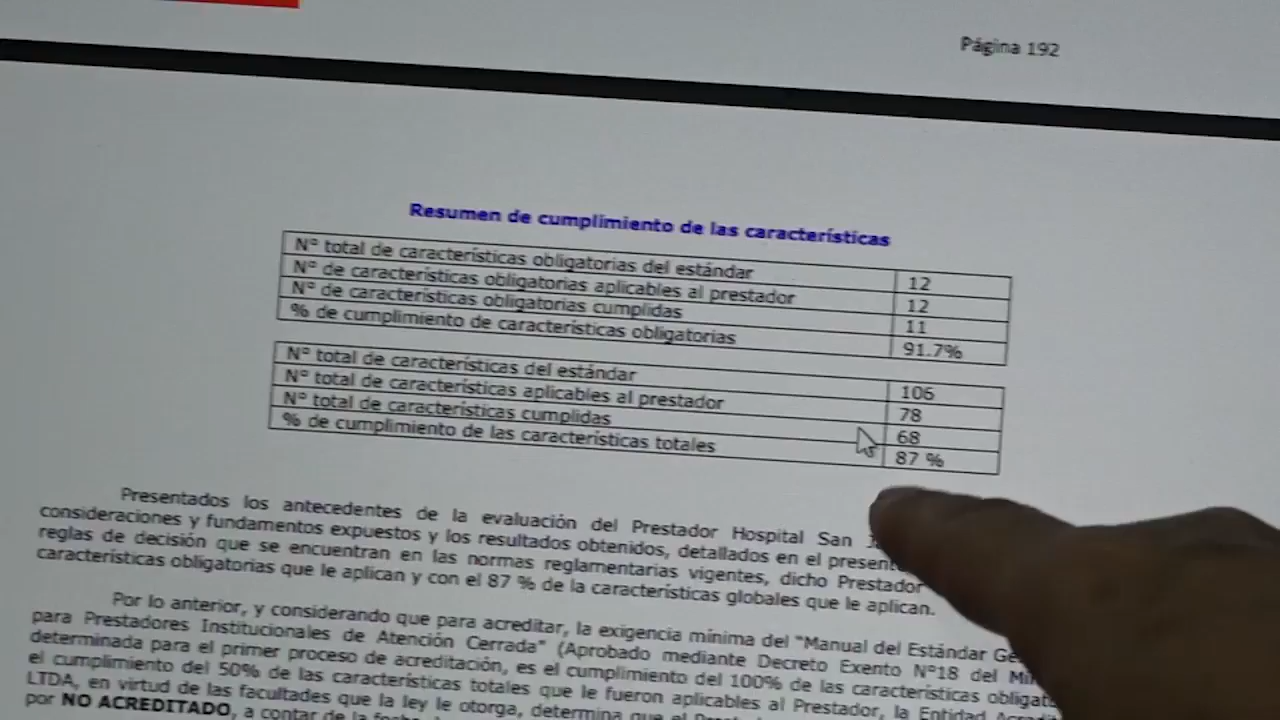 Página 192
Resumen de cumplimiento de las características
N° total de características obligatorias del estándar 12
N° de características obligatorias aplicables al prestador 12
N° de características obligatorias cumplidas 11
% de cumplimiento de características obligatorias 91.7%
N° total de características del estándar 106
N° total de características aplicables al prestador 78
N° total de características cumplidas 68
% de cumplimiento de las características totales 87 %
Presentados los antecedentes de la evaluación del Prestador Hospital San
consideraciones y fundamentos expuestos y los resultados obtenidos, detallados en el
reglas de decisión que se encuentran en las normas reglamentarias vigentes, dicho Prestador
características obligatorias que le aplican y con el 87 % de la características globales que le aplican.
Por lo anterior, y considerando que para acreditar, la exigencia mínima del "Manual del Estándar
para Prestadores Institucionales de Atención Cerrada" (Aprobado mediante Decreto Exento N°18 del
determinada para el primer proceso de acreditación, es el cumplimiento del 100% de las características
el cumplimiento del 50% de las características totales que le fueron aplicables al Prestador, la Entidad
LTDA, en virtud de las facultades que la ley le otorga, determina que el
por NO ACREDITADO, a contar de la